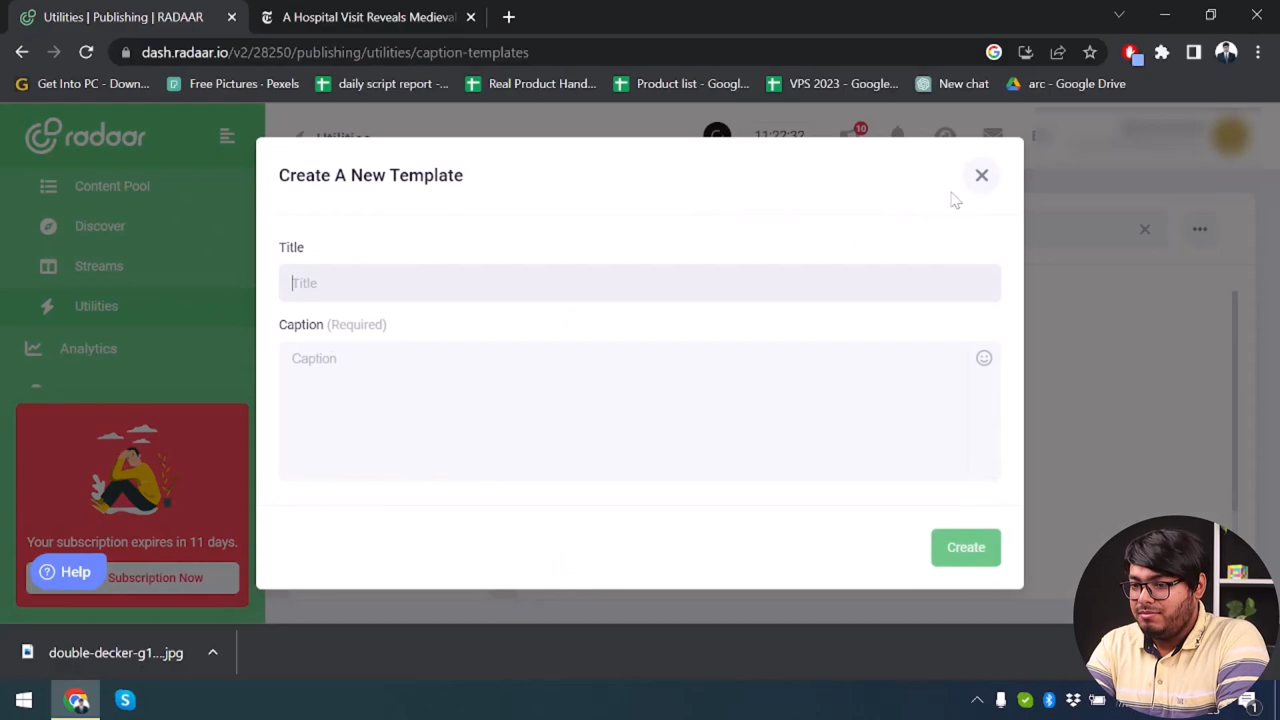 Utilities | Publishing | RADAAR
A Hospital Visit Reveals Medieval
dash.radaar.io/v2/28250/publishing/utilities/caption-templates
Get Into PC - Down...
Free Pictures - Pexels
daily script report -...
Real Product Hand...
Product list - Googl...
VPS 2023 - Google...
New chat
arc - Google Drive
radaar
Utilities
11:22:32
10
Create A New Template
Content Pool
Discover
Title
Streams
Title
Utilities
Caption (Required)
Analytics
Caption
Your subscription expires in 11 days.
Create
Help
Subscription Now
double-decker-g1....jpg
1